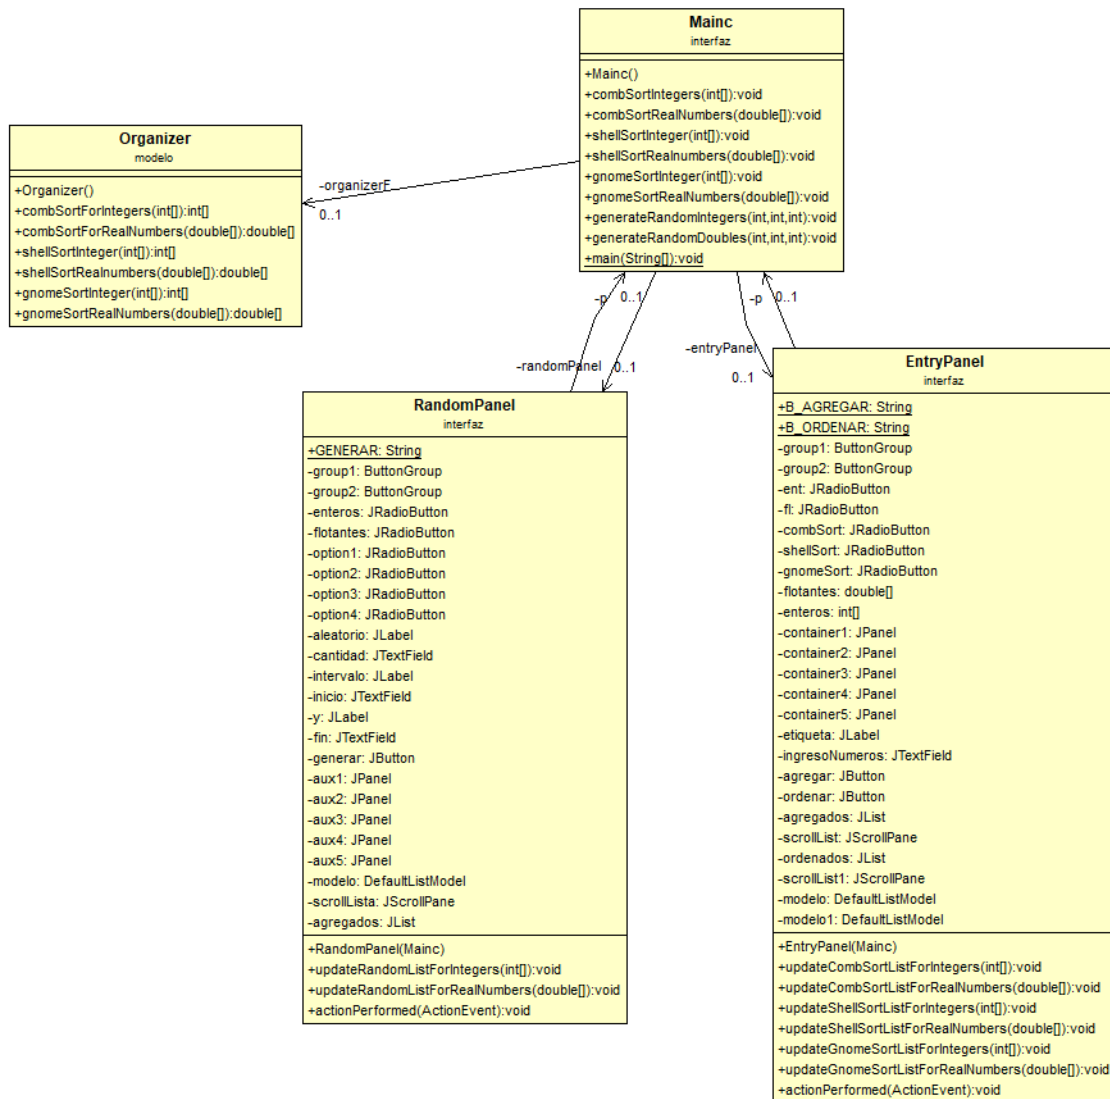 Mainc
interfaz
+Mainc()
+combSortIntegers(int[]):void
+combSortRealNumbers(double[]):void
+shellSortInteger(int[]):void
+shellSortRealnumbers(double[]):void
+gnomeSortInteger(int[]):void
+gnomeSortRealNumbers(double[]):void
+generateRandomIntegers(int,int,int):void
+generateRandomDoubles(int,int,int):void
+main(String[]):void
Organizer
modelo
+Organizer()
+combSortForIntegers(int[]):int[]
+combSortForRealNumbers(double[]):double[]
+shellSortInteger(int[]):int[]
+shellSortRealnumbers(double[]):double[]
+gnomeSortInteger(int[]):int[]
+gnomeSortRealNumbers(double[]):double[]
-organizerF
0..1
-p 0..1
-p 0..1
-randomPanel 0..1
-entryPanel
0..1
RandomPanel
interfaz
+GENERAR: String
-group1: ButtonGroup
-group2: ButtonGroup
-enteros: JRadioButton
-flotantes: JRadioButton
-option1: JRadioButton
-option2: JRadioButton
-option3: JRadioButton
-option4: JRadioButton
-aleatorio: JLabel
-cantidad: JTextField
-intervalo: JLabel
-inicio: JTextField
-y: JLabel
-fin: JTextField
-generar: JButton
-aux1: JPanel
-aux2: JPanel
-aux3: JPanel
-aux4: JPanel
-aux5: JPanel
-modelo: DefaultListModel
-scrollLista: JScrollPane
-agregados: JList
+RandomPanel(Mainc)
+updateRandomListForIntegers(int[]):void
+updateRandomListForRealNumbers(double[]):void
+actionPerformed(ActionEvent):void
EntryPanel
interfaz
+B_AGREGAR: String
+B_ORDENAR: String
-group1: ButtonGroup
-group2: ButtonGroup
-ent: JRadioButton
-fl: JRadioButton
-combSort: JRadioButton
-shellSort: JRadioButton
-gnomeSort: JRadioButton
-flotantes: double[]
-enteros: int[]
-container1: JPanel
-container2: JPanel
-container3: JPanel
-container4: JPanel
-container5: JPanel
-etiqueta: JLabel
-ingresoNumeros: JTextField
-agregar: JButton
-ordenar: JButton
-agregados: JList
-scrollList: JScrollPane
-ordenados: JList
-scrollList1: JScrollPane
-modelo: DefaultListModel
-modelo1: DefaultListModel
+EntryPanel(Mainc)
+updateCombSortListForIntegers(int[]):void
+updateCombSortListForRealNumbers(double[]):void
+updateShellSortListForIntegers(int[]):void
+updateShellSortListForRealNumbers(double[]):void
+updateGnomeSortListForIntegers(int[]):void
+updateGnomeSortListForRealNumbers(double[]):void
+actionPerformed(ActionEvent):void